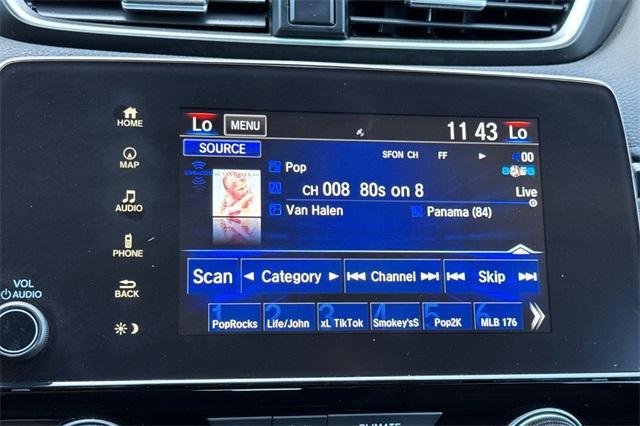 Lo MENU 11 43 Lo
HOME
SOURCE SFON CH FF 00
MAP
Pop
CH 008 80s on 8 Live
AUDIO
Van Halen Panama (84)
PHONE
Scan Category Channel Skip
VOL
AUDIO
BACK
1 2 3 4 5 6
PopRocks Life/John xL TikTok Smokey'sS Pop2K MLB 176
CLIMATE